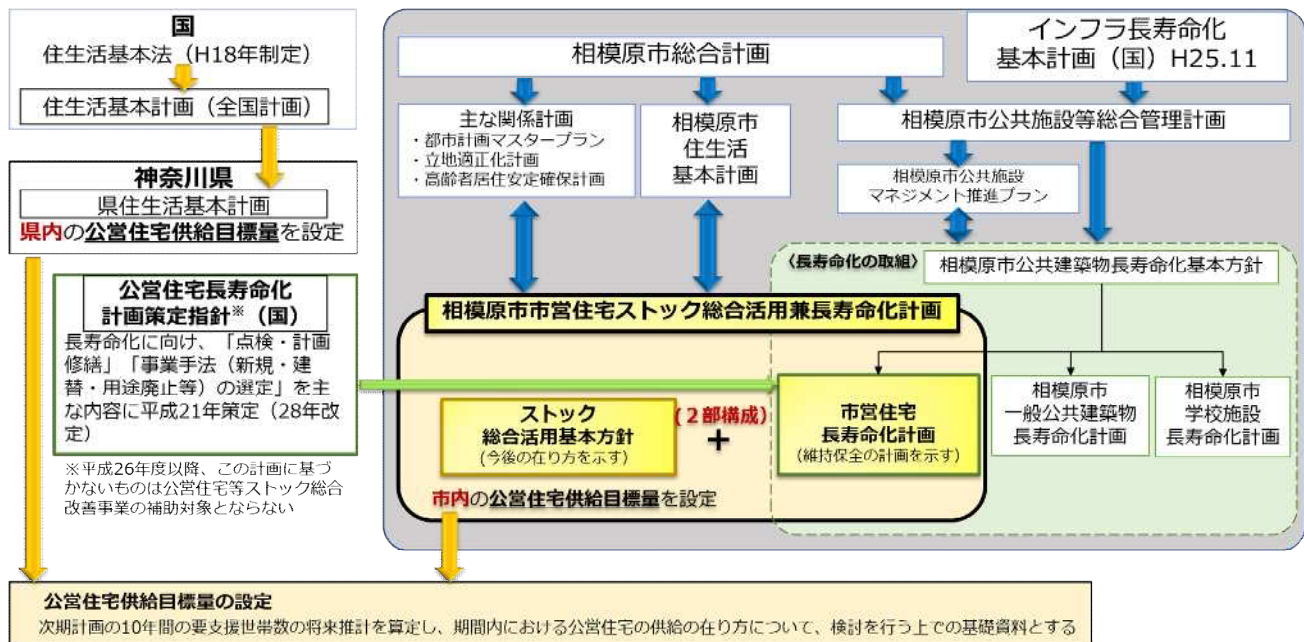 国
住生活基本法（H18年制定）
住生活基本計画（全国計画）
神奈川県
県住生活基本計画
県内の公営住宅供給目標量を設定
公営住宅長寿命化
計画策定指針※（国）
長寿命化に向け、「点検・計画
修繕」「事業手法（新規・建
替・用途廃止等）の選定」を主
な内容に平成21年策定（28年改
定）
※平成26年度以降、この計画に基づ
かないものは公営住宅等ストック総合
改善事業の補助対象とならない
相模原市総合計画
インフラ長寿命化
基本計画（国）H25.11
主な関係計画
・都市計画マスタープラン
・立地適正化計画
・高齢者居住安定確保計画
相模原市
住生活
基本計画
相模原市公共施設等総合管理計画
相模原市公共施設
マネジメント推進プラン
〈長寿命化の取組〉
相模原市公共建築物長寿命化基本方針
相模原市市営住宅ストック総合活用兼長寿命化計画
ストック
総合活用基本方針
(今後の在り方を示す)
(２部構成)
+
市営住宅
長寿命化計画
(維持保全の計画を示す)
相模原市
一般公共建築物
長寿命化計画
相模原市
学校施設
長寿命化計画
市内の公営住宅供給目標量を設定
公営住宅供給目標量の設定
次期計画の10年間の要支援世帯数の将来推計を算定し、期間内における公営住宅の供給の在り方について、検討を行う上での基礎資料とする